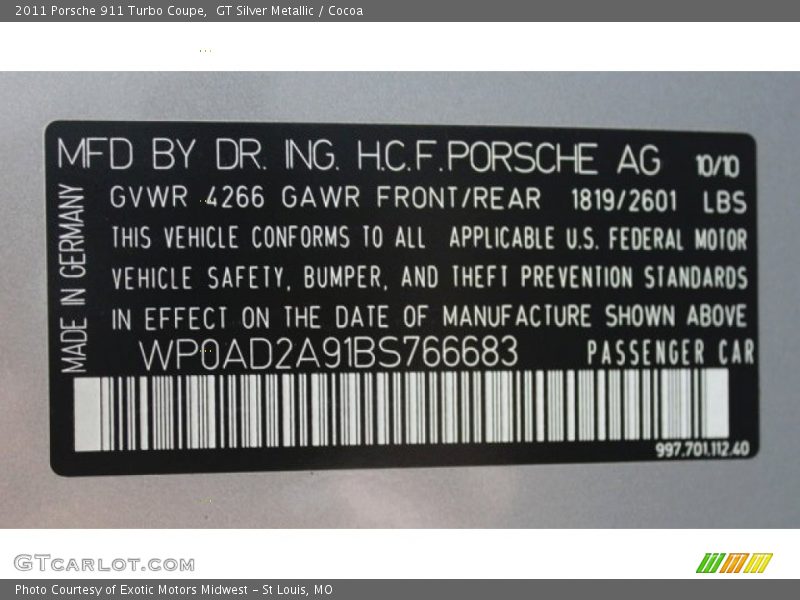 2011 Porsche 911 Turbo Coupe, GT Silver Metallic / Cocoa
MFD BY DR. ING. H.C.F.PORSCHE AG 10/10
GVWR 4266 GAWR FRONT/REAR 1819/2601 LBS
THIS VEHICLE CONFORMS TO ALL APPLICABLE U.S. FEDERAL MOTOR
VEHICLE SAFETY, BUMPER, AND THEFT PREVENTION STANDARDS
IN EFFECT ON THE DATE OF MANUFACTURE SHOWN ABOVE
MADE IN GERMANY
WP0AD2A91BS766683 PASSENGER CAR
997.701.112.40
GTCARLOT.COM
Photo Courtesy of Exotic Motors Midwest - St Louis, MO